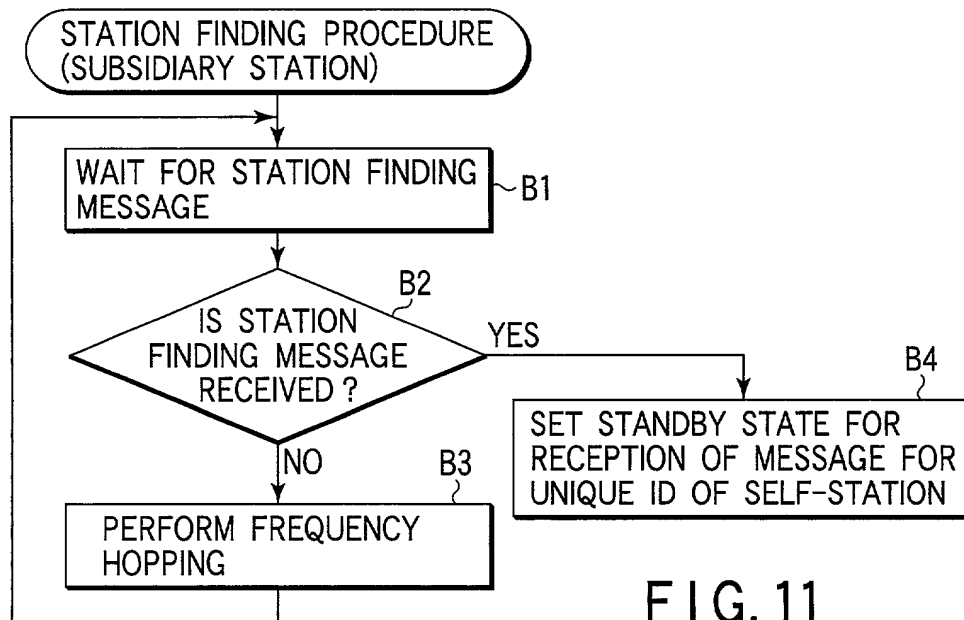 STATION FINDING PROCEDURE
(SUBSIDIARY STATION)
WAIT FOR STATION FINDING
MESSAGE
B1
B2
IS STATION
FINDING MESSAGE
RECEIVED ?
YES
NO
B4
SET STANDBY STATE FOR
RECEPTION OF MESSAGE FOR
UNIQUE ID OF SELF-STATION
B3
PERFORM FREQUENCY
HOPPING
FIG. 11